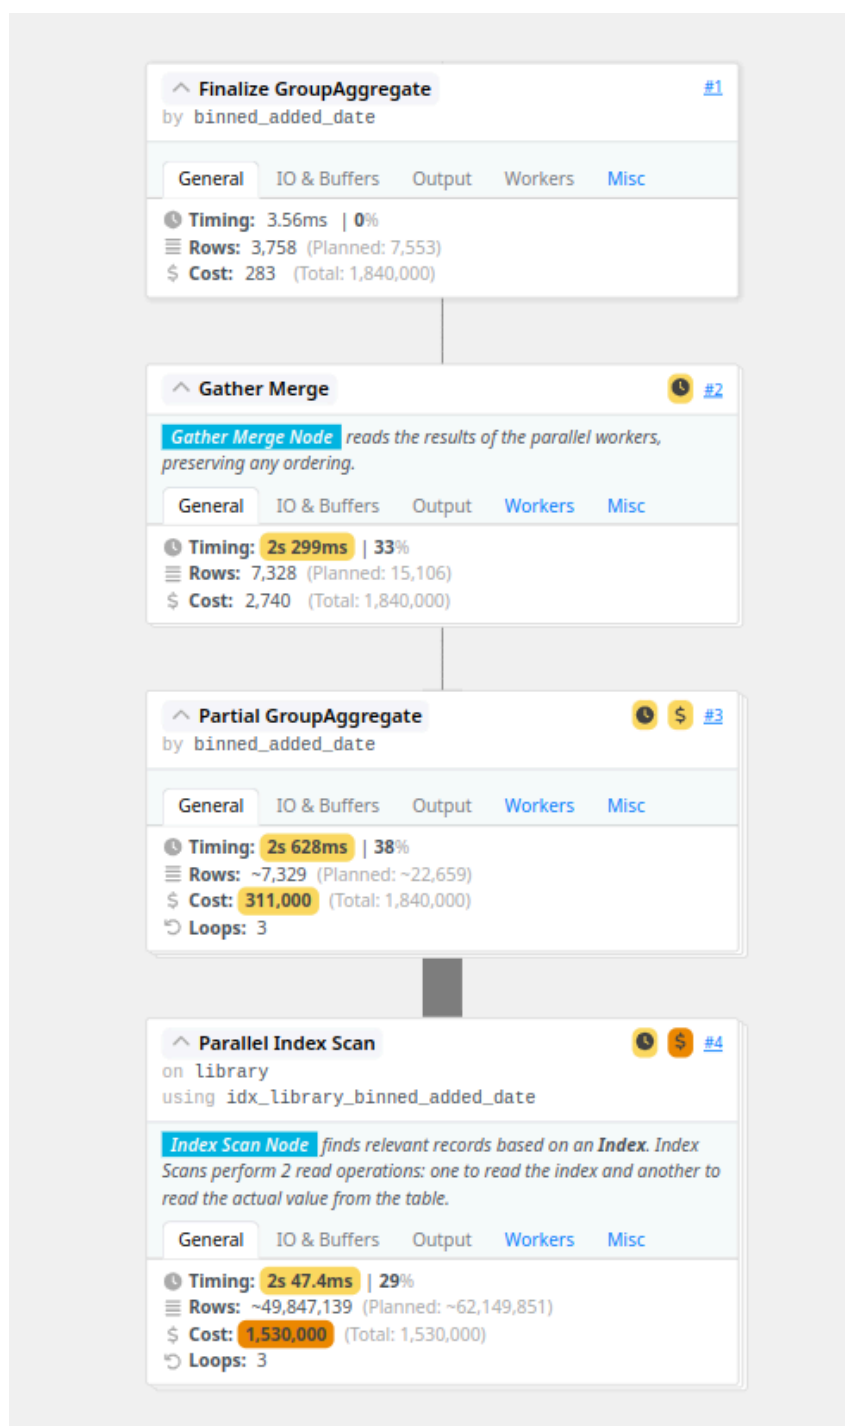 Finalize GroupAggregate #1
by binned_added_date
General IO & Buffers Output Workers Misc
Timing: 3.56ms | 0%
Rows: 3,758 (Planned: 7,553)
$ Cost: 283 (Total: 1,840,000)
Gather Merge #2
Gather Merge Node reads the results of the parallel workers,
preserving any ordering.
General IO & Buffers Output Workers Misc
Timing: 2s 299ms | 33%
Rows: 7,328 (Planned: 15,106)
$ Cost: 2,740 (Total: 1,840,000)
Partial GroupAggregate $ #3
by binned_added_date
General IO & Buffers Output Workers Misc
Timing: 2s 628ms | 38%
Rows: ~7,329 (Planned: ~22,659)
$ Cost: 311,000 (Total: 1,840,000)
Loops: 3
Parallel Index Scan $ #4
on library
using idx_library_binned_added_date
Index Scan Node finds relevant records based on an Index. Index
Scans perform 2 read operations: one to read the index and another to
read the actual value from the table.
General IO & Buffers Output Workers Misc
Timing: 2s 47.4ms | 29%
Rows: ~49,847,139 (Planned: ~62,149,851)
$ Cost: 1,530,000 (Total: 1,530,000)
Loops: 3